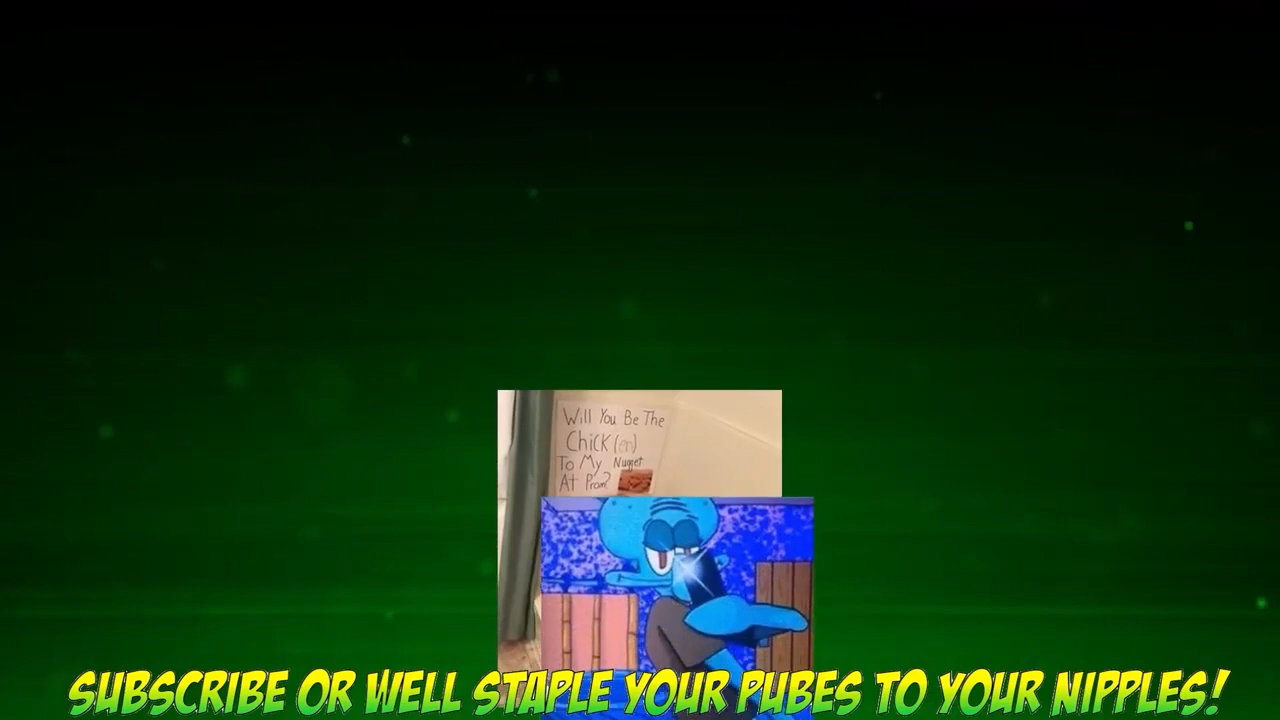 Will You Be The
Chick(en)
To My Nugget
At Prom?
SUBSCRIBE OR WELL STAPLE YOUR PUBES TO YOUR NIPPLES!